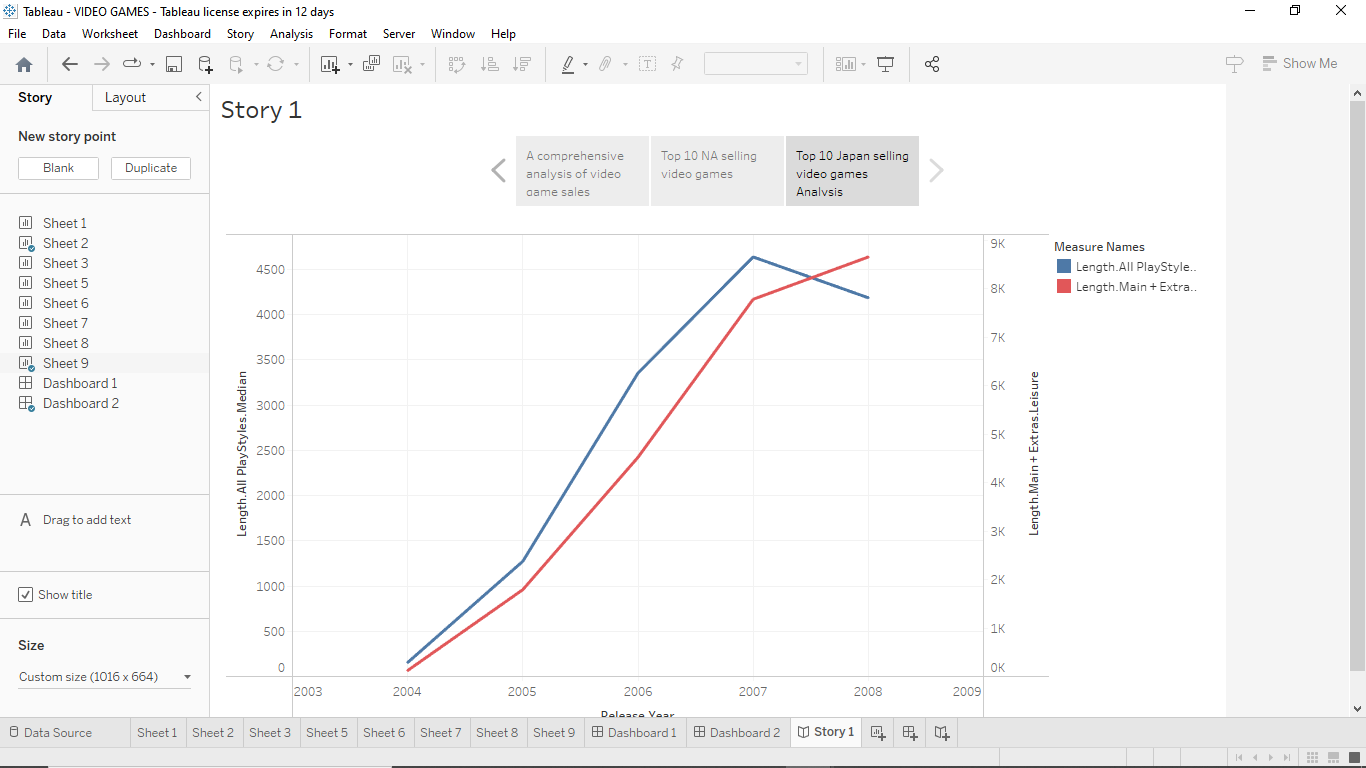 Tableau - VIDEO GAMES - Tableau license expires in 12 days
File Data Worksheet Dashboard Story Analysis Format Server Window Help
Show Me
Story Layout
New story point
Blank Duplicate
Sheet 1
Sheet 2
Sheet 3
Sheet 5
Sheet 6
Sheet 7
Sheet 8
Sheet 9
Dashboard 1
Dashboard 2
A Drag to add text
Show title
Size
Custom size (1016 x 664)
Story 1
A comprehensive
analysis of video
game sales
Top 10 NA selling
video games
Top 10 Japan selling
video games
Analysis
Length.All PlayStyles.Median
4500
4000
3500
3000
2500
2000
1500
1000
500
0
9K
8K
7K
6K
5K
4K
3K
2K
1K
0K
Length.Main + Extras.Leisure
2003 2004 2005 2006 2007 2008 2009
Release Year
Measure Names
Length.All PlayStyle..
Length.Main + Extra..
Data Source Sheet 1 Sheet 2 Sheet 3 Sheet 5 Sheet 6 Sheet 7 Sheet 8 Sheet 9 Dashboard 1 Dashboard 2 Story 1